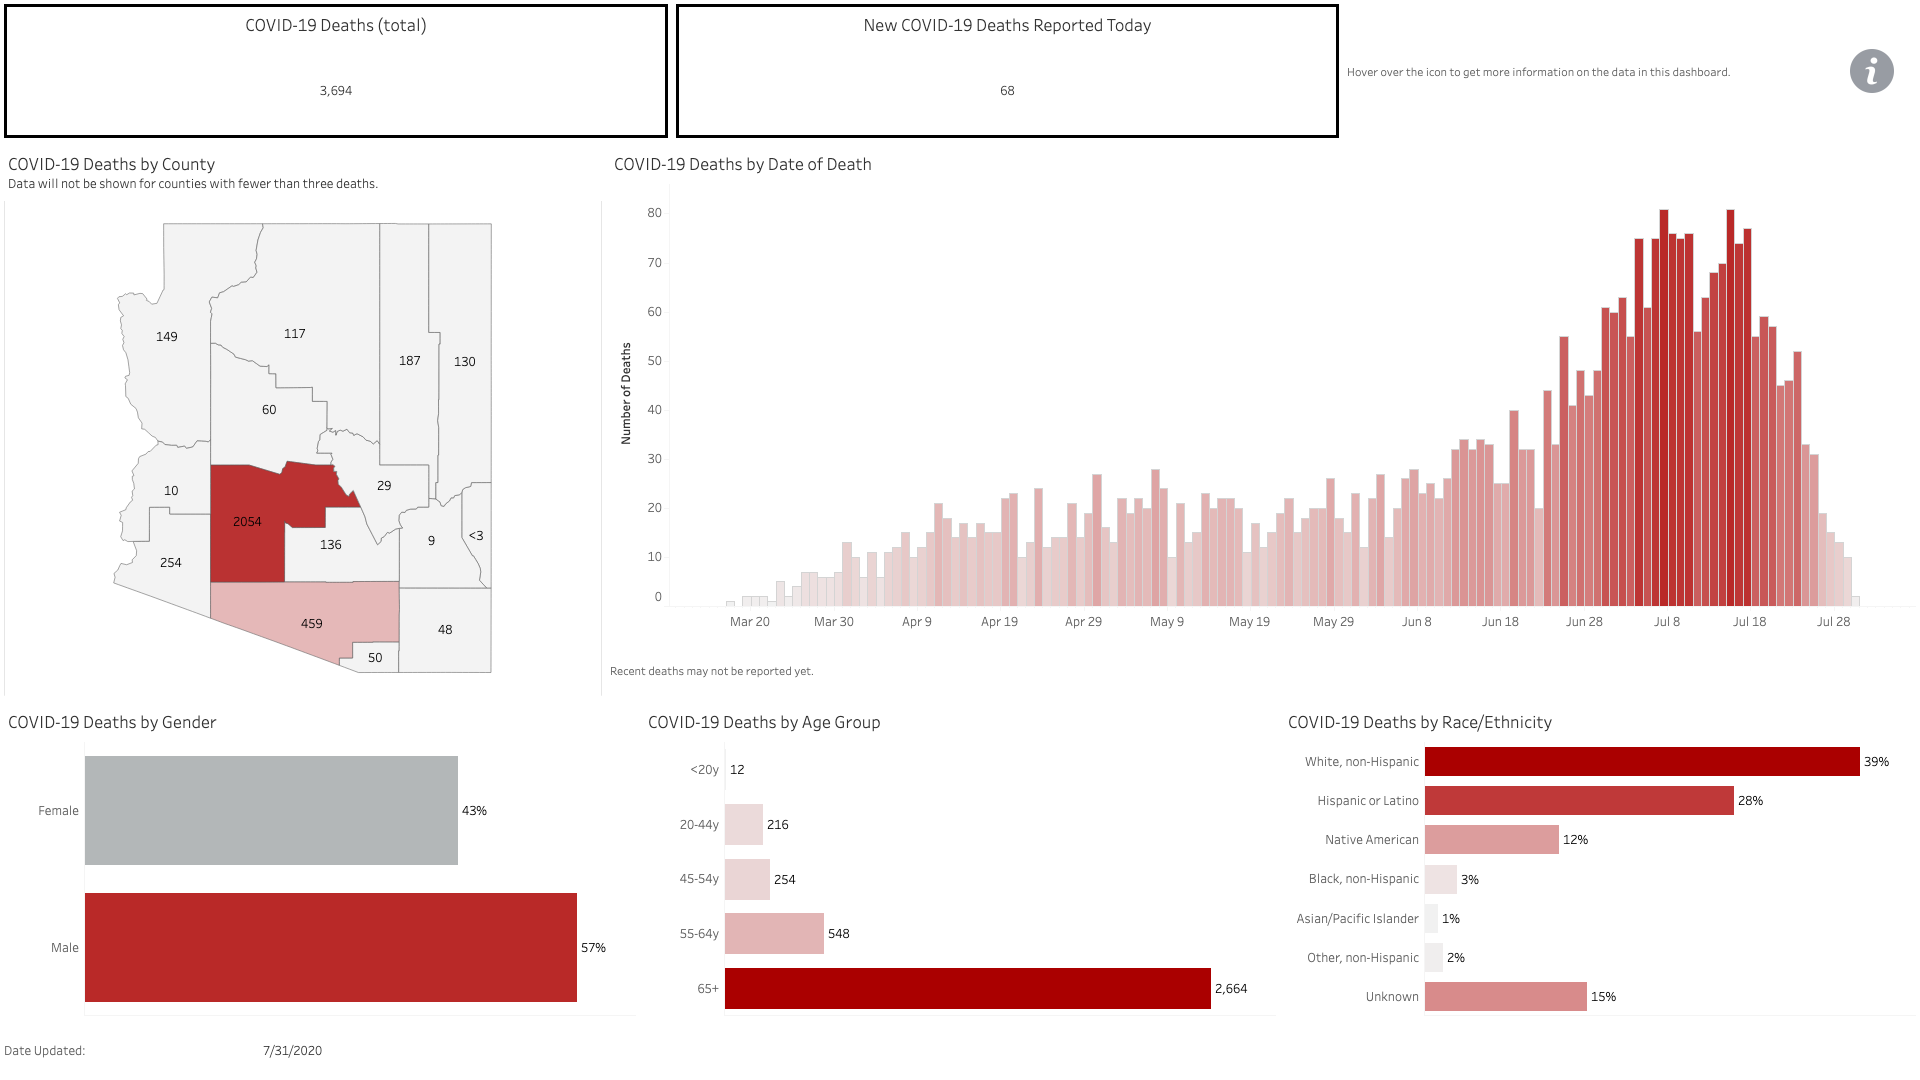 COVID-19 Deaths (total)
3,694
New COVID-19 Deaths Reported Today
68
Hover over the icon to get more information on the data in this dashboard.
i
COVID-19 Deaths by County
Data will not be shown for counties with fewer than three deaths.
149
117
187
130
60
10
29
2054
<3
136
9
254
459
48
50
COVID-19 Deaths by Date of Death
Number of Deaths
80
70
60
50
40
30
20
10
0
Mar 20
Mar 30
Apr 9
Apr 19
Apr 29
May 9
May 19
May 29
Jun 8
Jun 18
Jun 28
Jul 8
Jul 18
Jul 28
Recent deaths may not be reported yet.
COVID-19 Deaths by Gender
Female
43%
Male
57%
COVID-19 Deaths by Age Group
<20y
12
20-44y
216
45-54y
254
55-64y
548
65+
2,664
COVID-19 Deaths by Race/Ethnicity
White, non-Hispanic
39%
Hispanic or Latino
28%
Native American
12%
Black, non-Hispanic
3%
Asian/Pacific Islander
1%
Other, non-Hispanic
2%
Unknown
15%
Date Updated:
7/31/2020